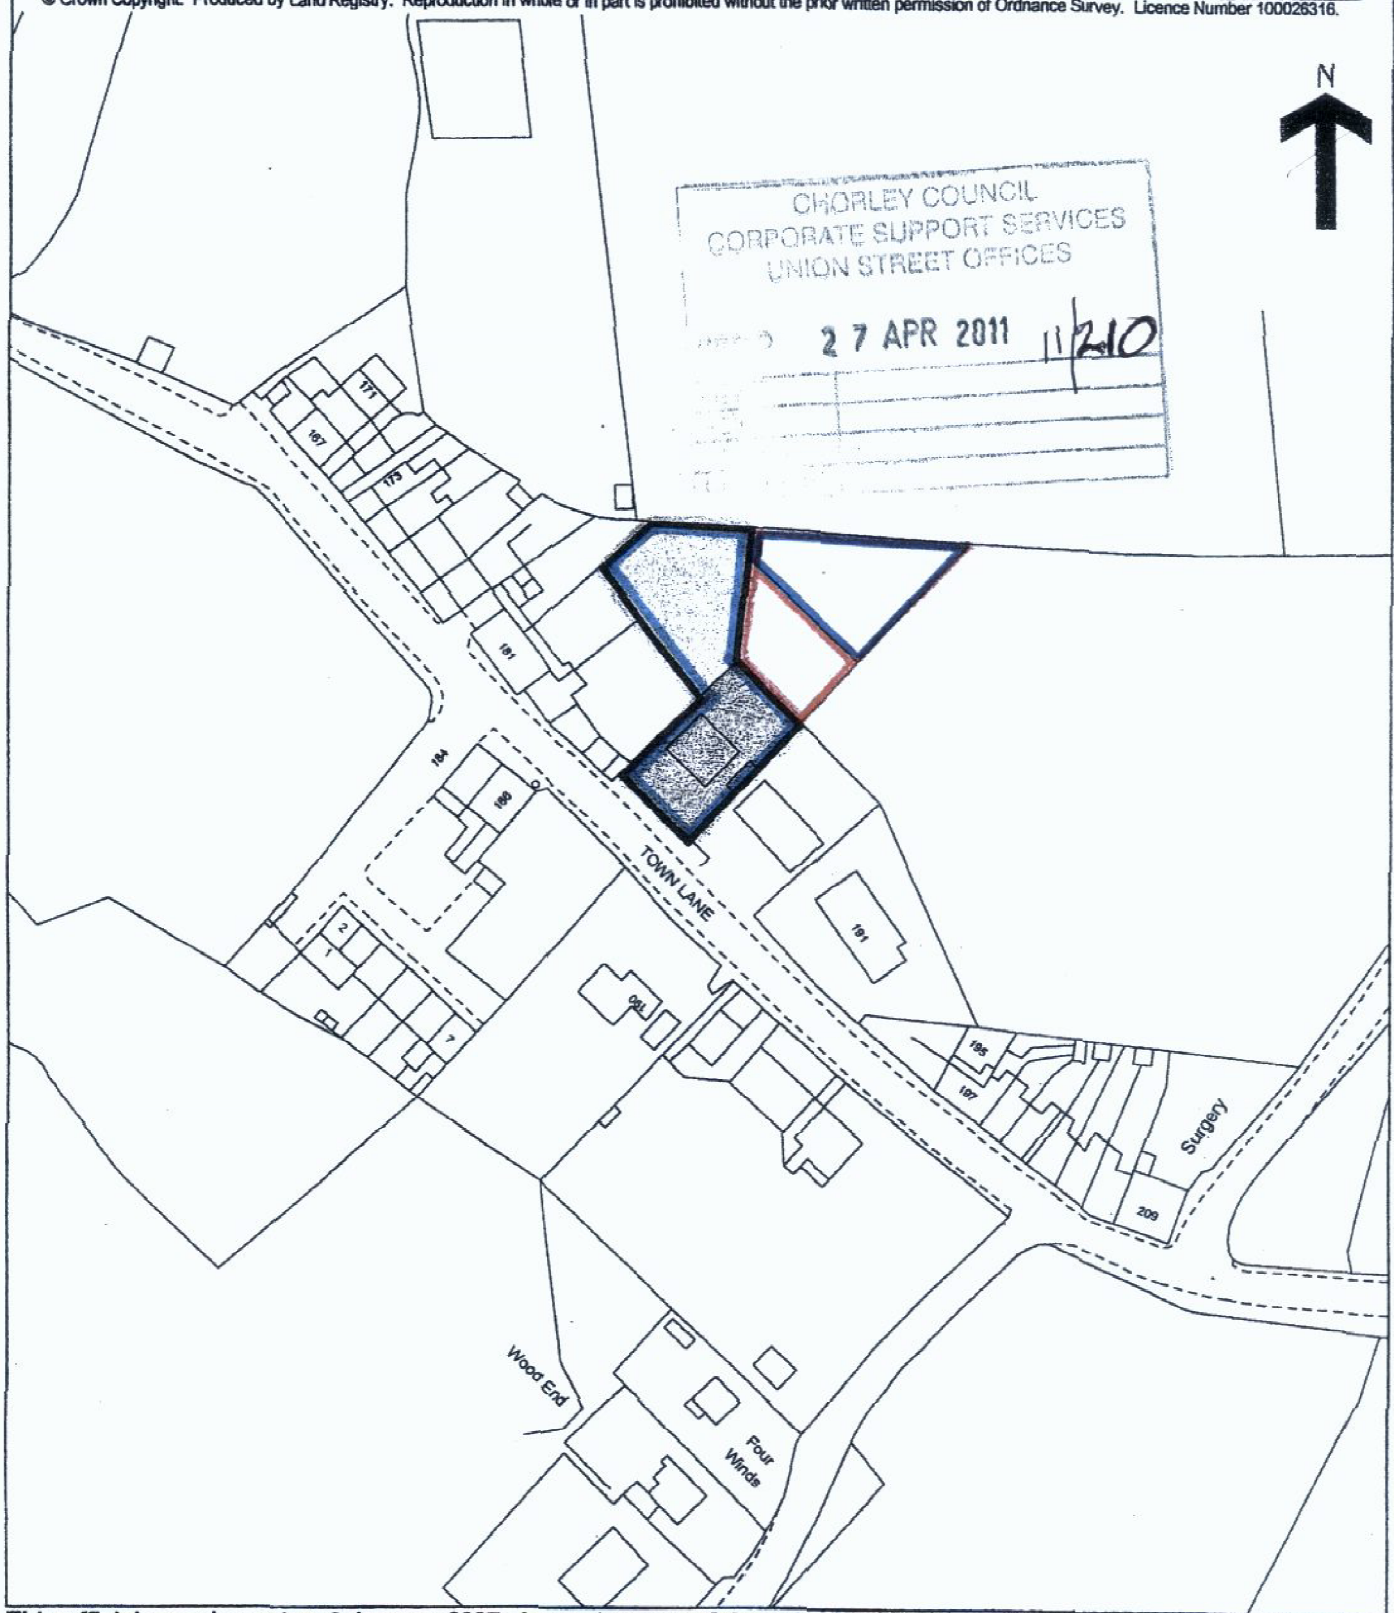 © Crown Copyright. Produced by Land Registry. Reproduction in whole or in part is prohibited without the prior written permission of Ordnance Survey. Licence Number 100026316.
N
CHORLEY COUNCIL
CORPORATE SUPPORT SERVICES
UNION STREET OFFICES
27 APR 2011 11/210
171
167
173
181
184
188
TOWN LANE
191
2
1
7
190
195
197
Surgery
209
Wood End
Four
Winds